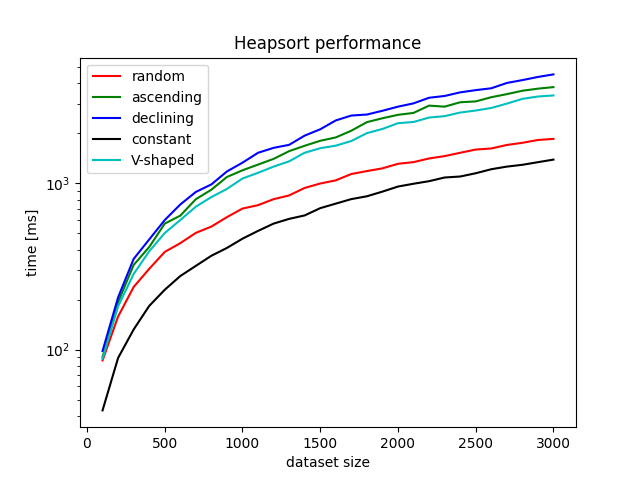 Heapsort performance
random
ascending
declining
constant
V-shaped
10³
10²
time [ms]
0 500 1000 1500 2000 2500 3000
dataset size